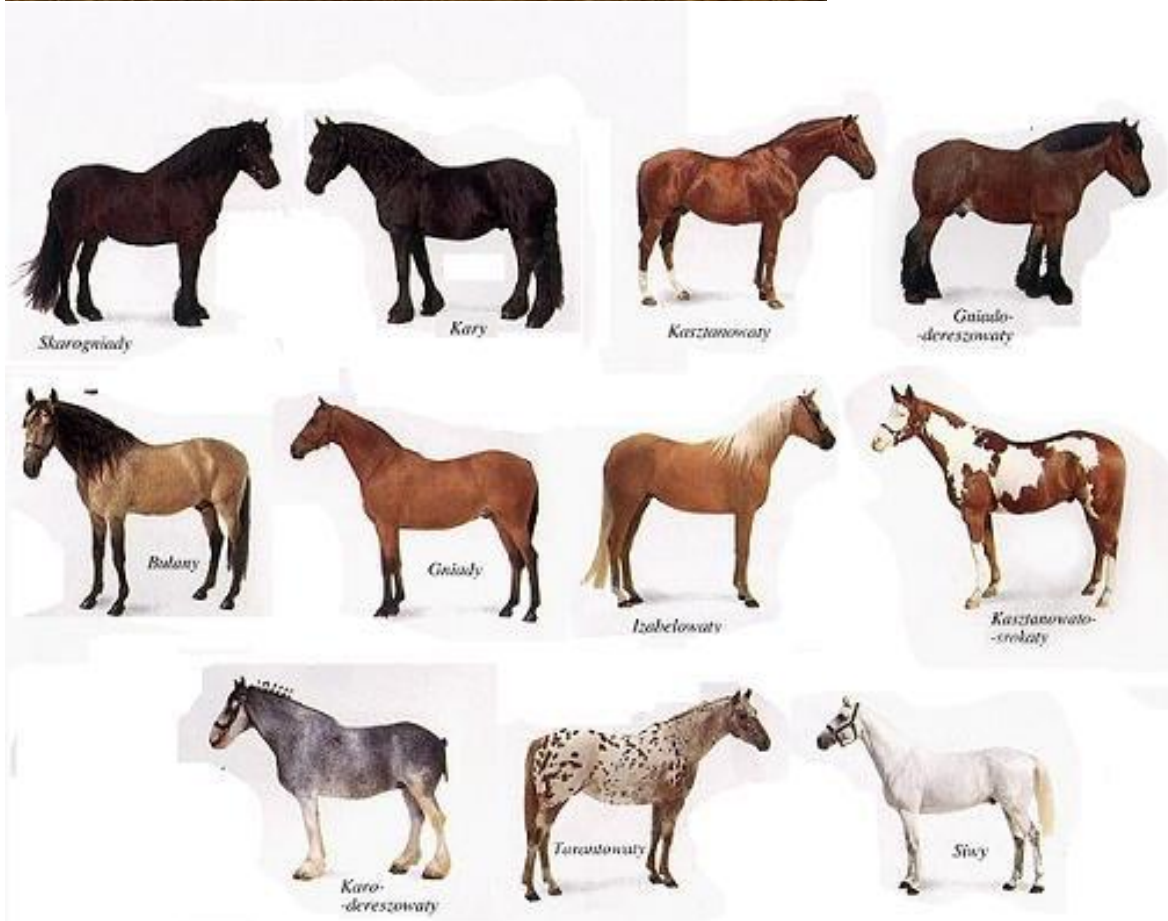 Skarogniady
Kary
Kasztanowaty
Gniado-
-dereszowaty
Bułany
Gniady
Izabelowaty
Kasztanowato-
-srokaty
Karo-
-dereszowaty
Tarantowaty
Siwy